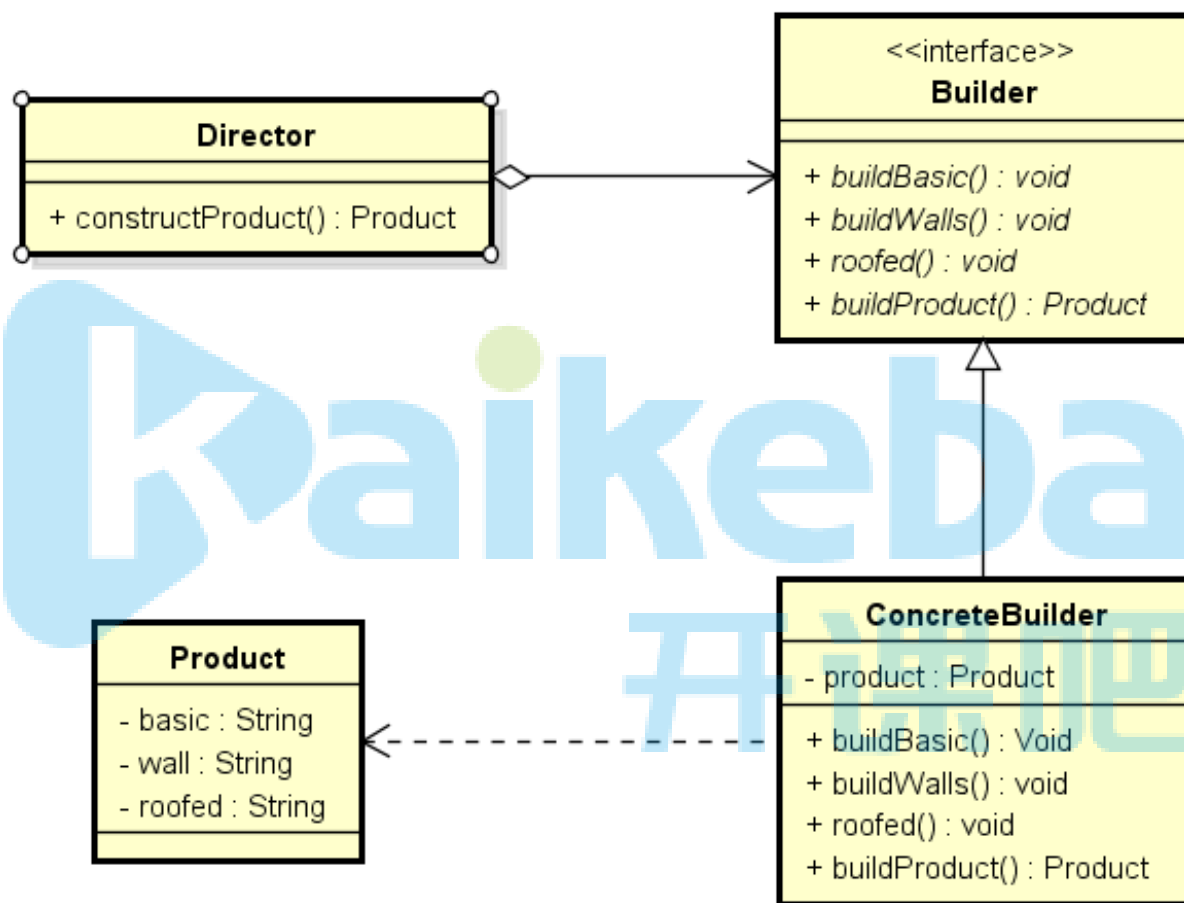 <<interface>>
Builder
+ buildBasic() : void
+ buildWalls() : void
+ roofed() : void
+ buildProduct() : Product
Director
+ constructProduct() : Product
kaikeba
开课吧
Product
- basic : String
- wall : String
- roofed : String
ConcreteBuilder
- product : Product
+ buildBasic() : Void
+ buildWalls() : void
+ roofed() : void
+ buildProduct() : Product